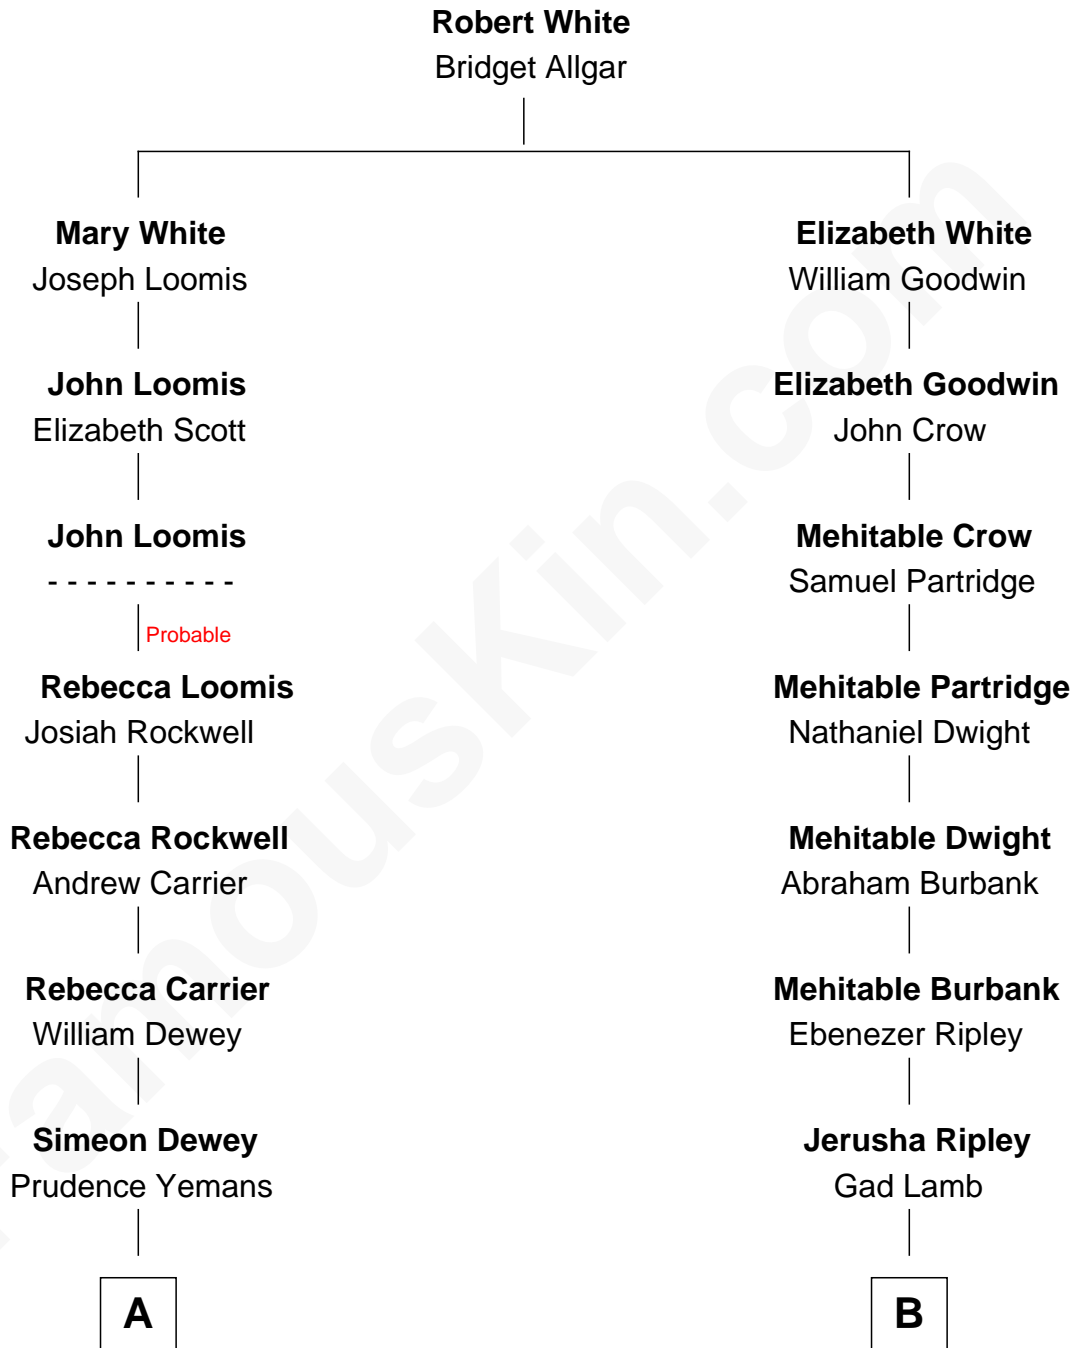 Robert White
Bridget Allgar
Mary White
Joseph Loomis
John Loomis
Elizabeth Scott
John Loomis
- - - - - - - - - -
Probable
Rebecca Loomis
Josiah Rockwell
Rebecca Rockwell
Andrew Carrier
Rebecca Carrier
William Dewey
Simeon Dewey
Prudence Yemans
A
Elizabeth White
William Goodwin
Elizabeth Goodwin
John Crow
Mehitable Crow
Samuel Partridge
Mehitable Partridge
Nathaniel Dwight
Mehitable Dwight
Abraham Burbank
Mehitable Burbank
Ebenezer Ripley
Jerusha Ripley
Gad Lamb
B
FamousKin.com